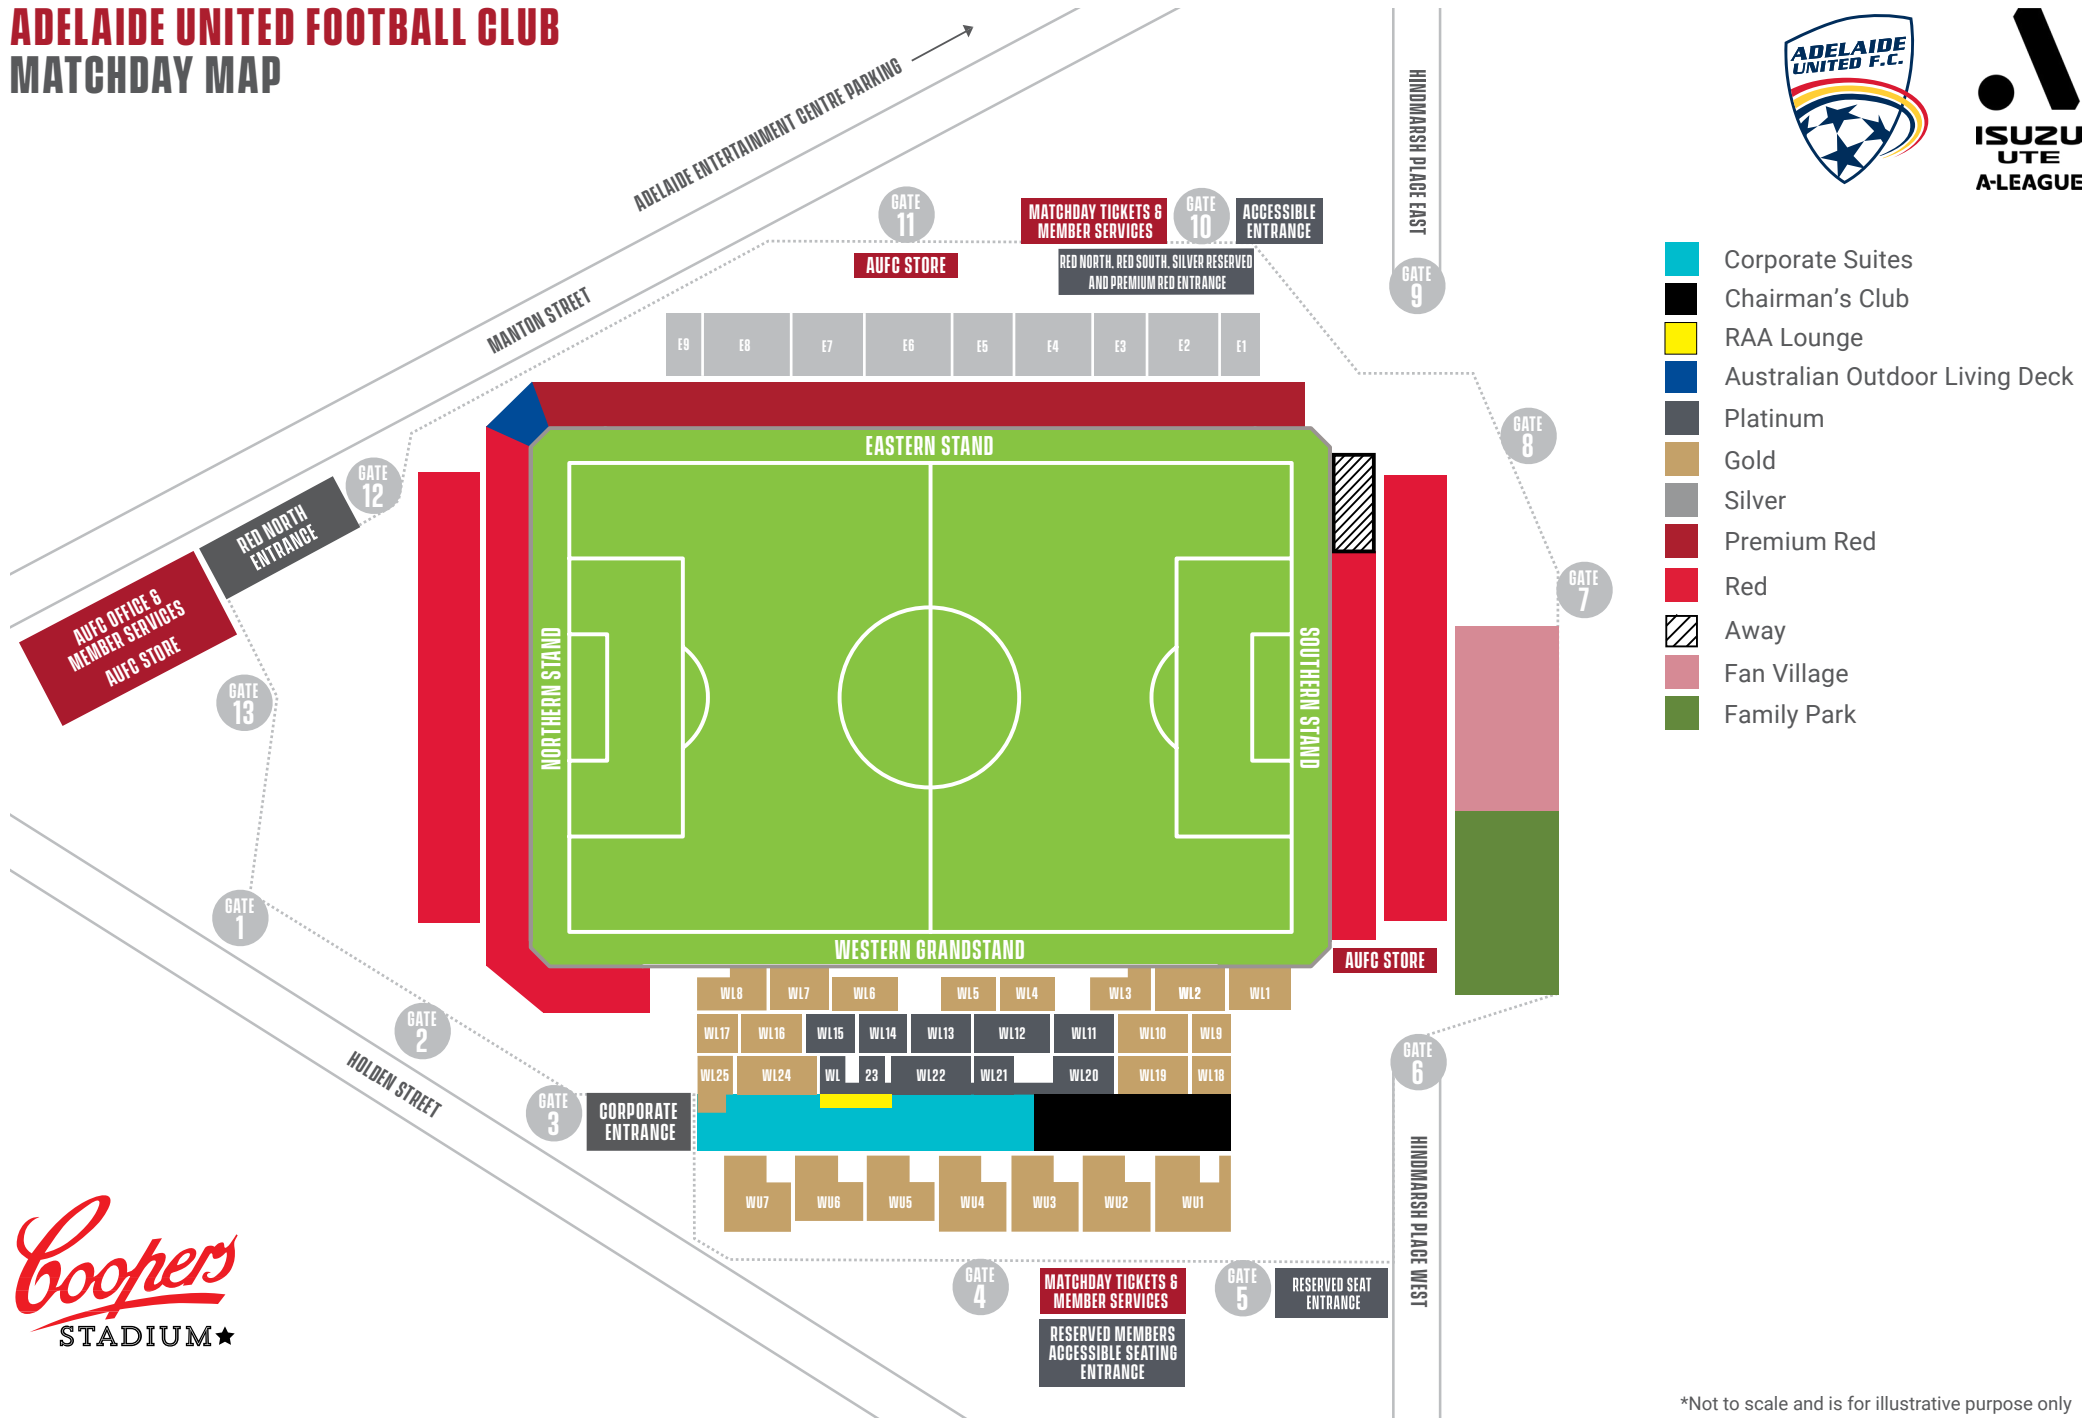 ADELAIDE UNITED FOOTBALL CLUB
MATCHDAY MAP
ADELAIDE ENTERTAINMENT CENTRE PARKING
MANTON STREET
HINDMARSH PLACE EAST
ADELAIDE
UNITED F.C.
ISUZU
UTE
A-LEAGUE
GATE
11
AUFC STORE
MATCHDAY TICKETS &
MEMBER SERVICES
GATE
10
ACCESSIBLE
ENTRANCE
RED NORTH, RED SOUTH, SILVER RESERVED
AND PREMIUM RED ENTRANCE
GATE
9
Corporate Suites
Chairman's Club
RAA Lounge
Australian Outdoor Living Deck
Platinum
Gold
Silver
Premium Red
Red
Away
Fan Village
Family Park
E9
E8
E7
E6
E5
E4
E3
E2
E1
GATE
8
GATE
7
GATE
12
RED NORTH
ENTRANCE
AUFC OFFICE &
MEMBER SERVICES
AUFC STORE
GATE
13
EASTERN STAND
NORTHERN STAND
SOUTHERN STAND
WESTERN GRANDSTAND
AUFC STORE
GATE
1
GATE
2
GATE
3
HOLDEN STREET
CORPORATE
ENTRANCE
WL8
WL7
WL6
WL5
WL4
WL3
WL2
WL1
WL17
WL16
WL15
WL14
WL13
WL12
WL11
WL10
WL9
WL25
WL24
WL
23
WL22
WL21
WL20
WL19
WL18
WU7
WU6
WU5
WU4
WU3
WU2
WU1
GATE
6
HINDMARSH PLACE WEST
GATE
4
MATCHDAY TICKETS &
MEMBER SERVICES
RESERVED MEMBERS
ACCESSIBLE SEATING
ENTRANCE
GATE
5
RESERVED SEAT
ENTRANCE
Coopers
STADIUM
*Not to scale and is for illustrative purpose only